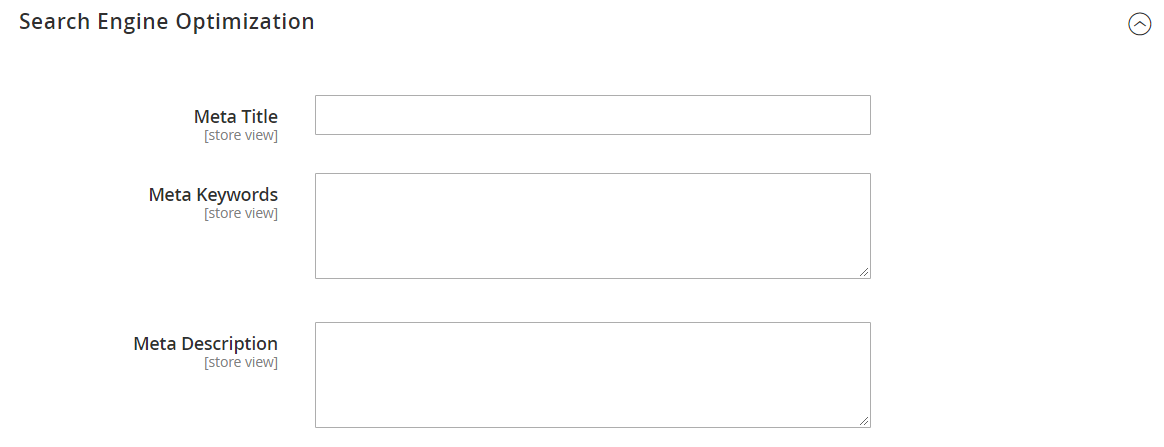 Search Engine Optimization
Meta Title
[store view]
Meta Keywords
[store view]
Meta Description
[store view]